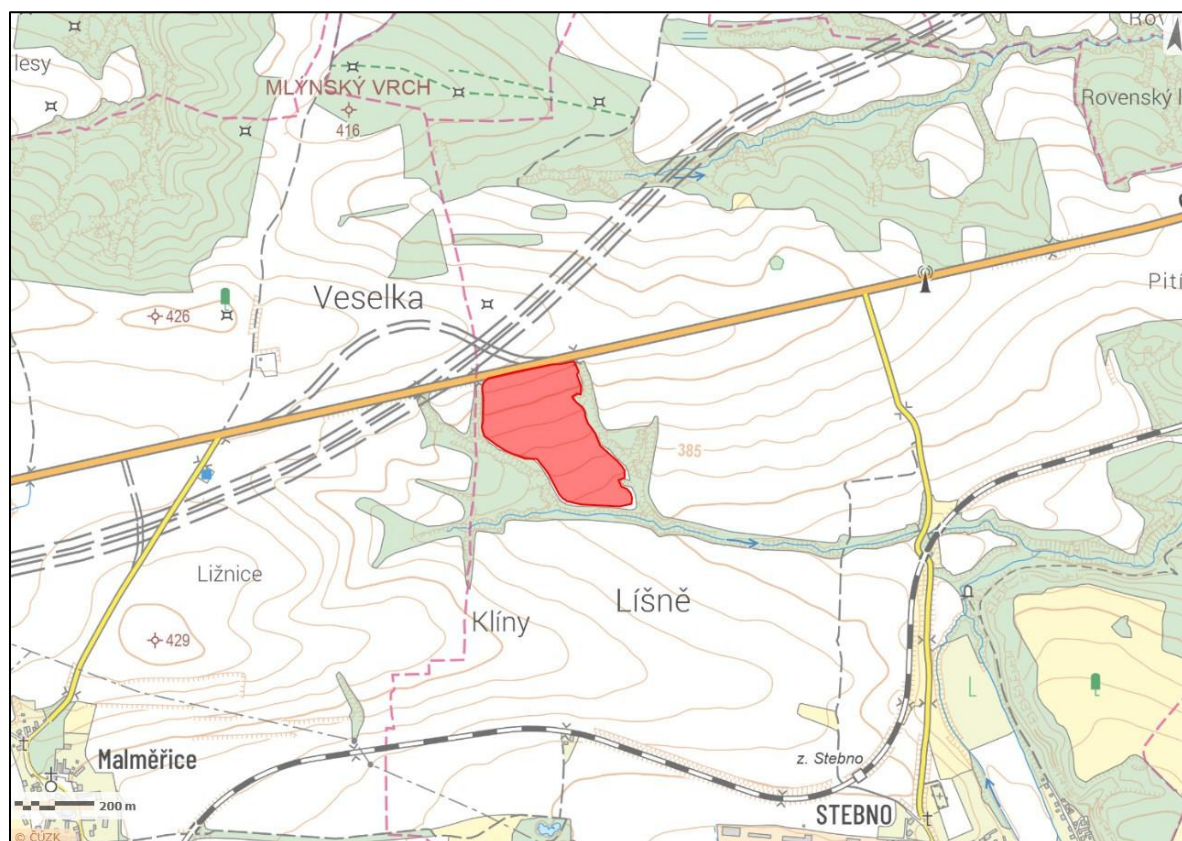 lesy
MLÝNSKÝ VRCH
416
Rovenský l
Veselka
426
Pití
385
Ližnice
Líšně
Klíny
429
L
Malměřice
z. Stebno
STEBNO
200 m
© ČÚZK